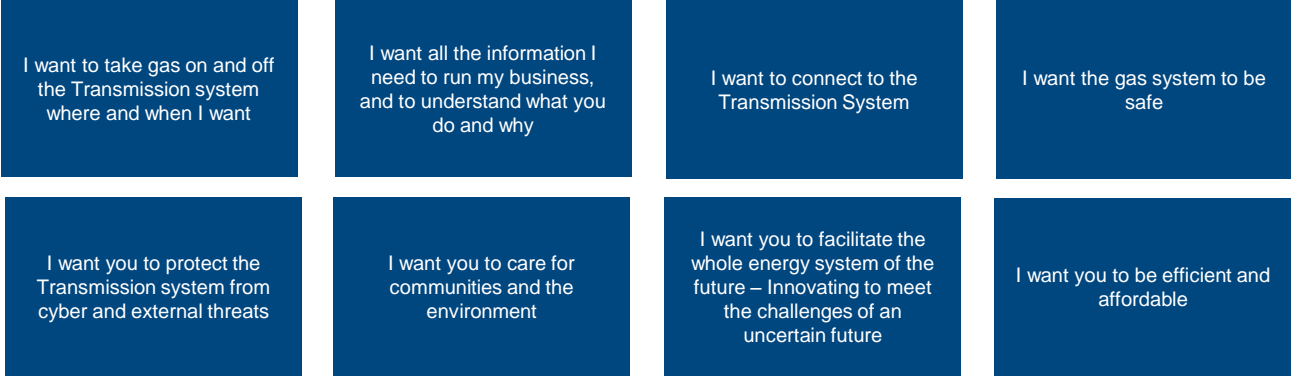 I want to take gas on and off
the Transmission system
where and when I want
I want all the information I
need to run my business,
and to understand what you
do and why
I want to connect to the
Transmission System
I want the gas system to be
safe
I want you to protect the
Transmission system from
cyber and external threats
I want you to care for
communities and the
environment
I want you to facilitate the
whole energy system of the
future – Innovating to meet
the challenges of an
uncertain future
I want you to be efficient and
affordable